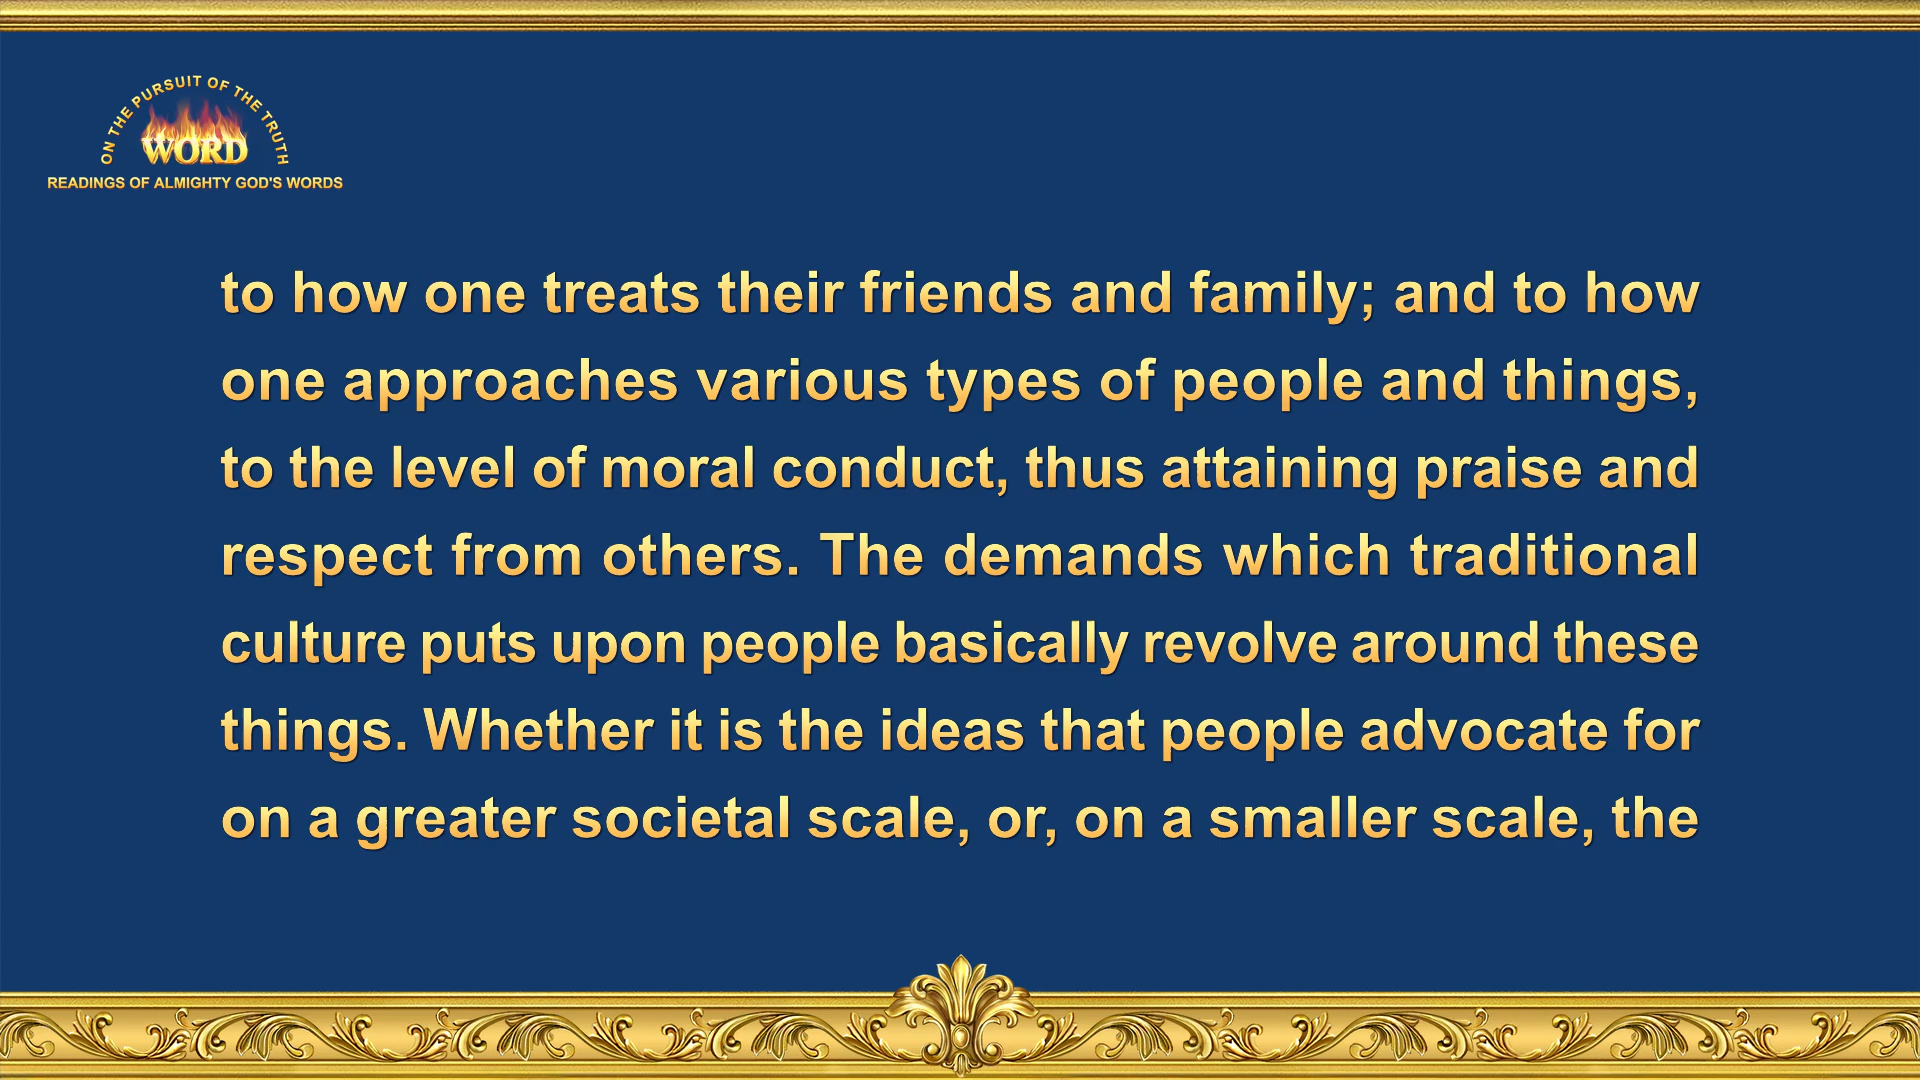 ON THE PURSUIT OF THE TRUTH
WORD
READINGS OF ALMIGHTY GOD'S WORDS
to how one treats their friends and family; and to how
one approaches various types of people and things,
to the level of moral conduct, thus attaining praise and
respect from others. The demands which traditional
culture puts upon people basically revolve around these
things. Whether it is the ideas that people advocate for
on a greater societal scale, or, on a smaller scale, the